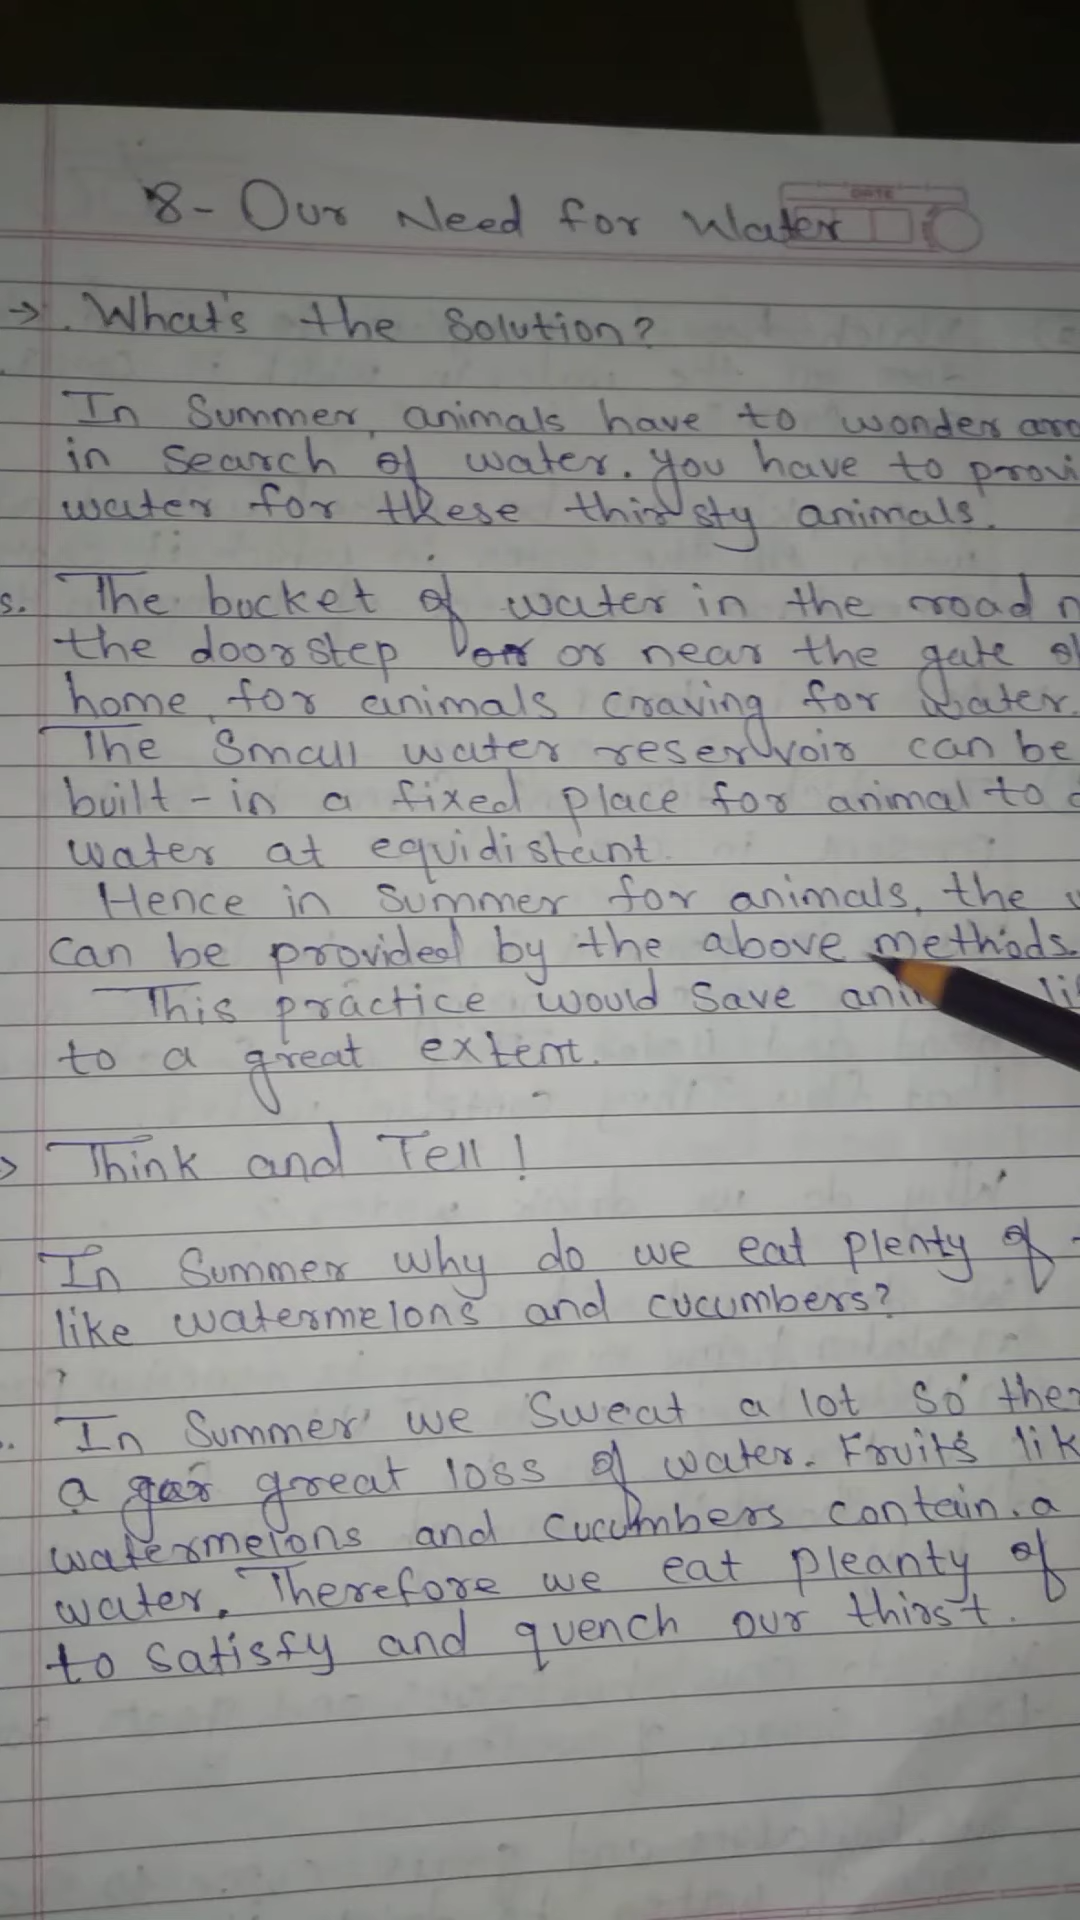 8- Our Need for Water
DATE
→. What's the Solution?
In Summer, animals have to wonder
in search of water. You have to
water for these thirsty animals.
s. The bucket of water in the road
the doorstep or near the gate
home, for animals craving for water.
The Small water reservoir can be
built-in a fixed place for animal to
water at equidistant.
Hence in Summer for animals, the
can be provided by the above methods.
This practice would save
to a great extent.
Think and Tell!
In Summer why do we eat plenty of
like watermelons and cucumbers?
In Summer we Sweat a lot So
a great loss of water. Fruits
watermelons and cucumbers contain a
water. Therefore we eat pleanty of
to satisfy and quench our thirst.